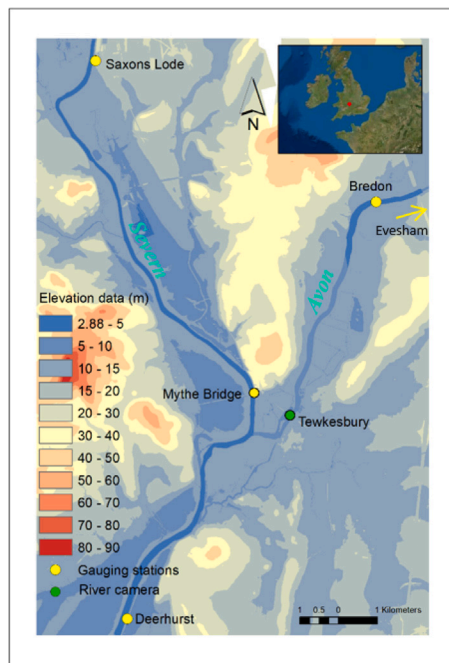 Saxons Lode
N
Bredon
Evesham
Severn
Avon
Elevation data (m)
2.88 - 5
5 - 10
10 - 15
15 - 20
20 - 30
30 - 40
40 - 50
50 - 60
60 - 70
70 - 80
80 - 90
Gauging stations
River camera
Mythe Bridge
Tewkesbury
Deerhurst
1 0.5 0 1 Kilometers